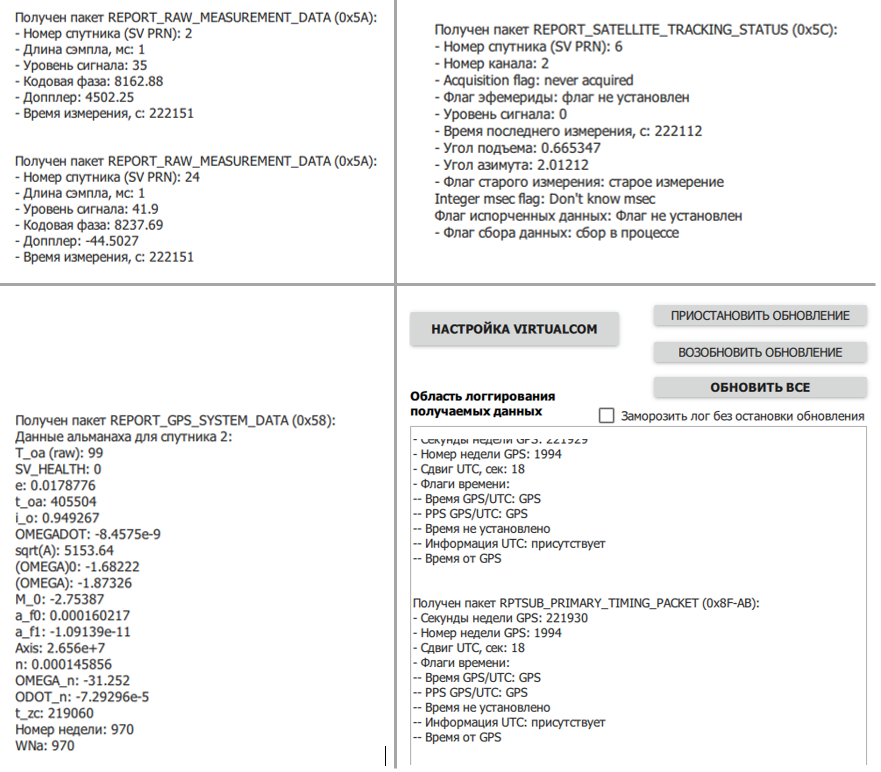 Получен пакет REPORT_RAW_MEASUREMENT_DATA (0x5A):
- Номер спутника (SV PRN): 2
- Длина сэмпла, мс: 1
- Уровень сигнала: 35
- Кодовая фаза: 8162.88
- Допплер: 4502.25
- Время измерения, с: 222151
Получен пакет REPORT_RAW_MEASUREMENT_DATA (0x5A):
- Номер спутника (SV PRN): 24
- Длина сэмпла, мс: 1
- Уровень сигнала: 41.9
- Кодовая фаза: 8237.69
- Допплер: -44.5027
- Время измерения, с: 222151
Получен пакет REPORT_SATELLITE_TRACKING_STATUS (0x5C):
- Номер спутника (SV PRN): 6
- Номер канала: 2
- Acquisition flag: never acquired
- Флаг эфемериды: флаг не установлен
- Уровень сигнала: 0
- Время последнего измерения, с: 222112
- Угол подъема: 0.665347
- Угол азимута: 2.01212
- Флаг старого измерения: старое измерение
Integer msec flag: Don't know msec
Флаг испорченных данных: Флаг не установлен
- Флаг сбора данных: сбор в процессе
Получен пакет REPORT_GPS_SYSTEM_DATA (0x58):
Данные альманаха для спутника 2:
T_oa (raw): 99
SV_HEALTH: 0
e: 0.0178776
t_oa: 405504
i_o: 0.949267
OMEGADOT: -8.4575e-9
sqrt(A): 5153.64
(OMEGA)0: -1.68222
(OMEGA): -1.87326
M_0: -2.75387
a_f0: 0.000160217
a_f1: -1.09139e-11
Axis: 2.656e+7
n: 0.000145856
OMEGA_n: -31.252
ODOT_n: -7.29296e-5
t_zc: 219060
Номер недели: 970
WNa: 970
НАСТРОЙКА VIRTUALCOM
ПРИОСТАНОВИТЬ ОБНОВЛЕНИЕ
ВОЗОБНОВИТЬ ОБНОВЛЕНИЕ
ОБНОВИТЬ ВСЕ
Область логгирования
получаемых данных
Заморозить лог без остановки обновления
- Секунды недели GPS: 221929
- Номер недели GPS: 1994
- Сдвиг UTC, сек: 18
- Флаги времени:
-- Время GPS/UTC: GPS
-- PPS GPS/UTC: GPS
-- Время не установлено
-- Информация UTC: присутствует
-- Время от GPS
Получен пакет RPTSUB_PRIMARY_TIMING_PACKET (0x8F-AB):
- Секунды недели GPS: 221930
- Номер недели GPS: 1994
- Сдвиг UTC, сек: 18
- Флаги времени:
-- Время GPS/UTC: GPS
-- PPS GPS/UTC: GPS
-- Время не установлено
-- Информация UTC: присутствует
-- Время от GPS